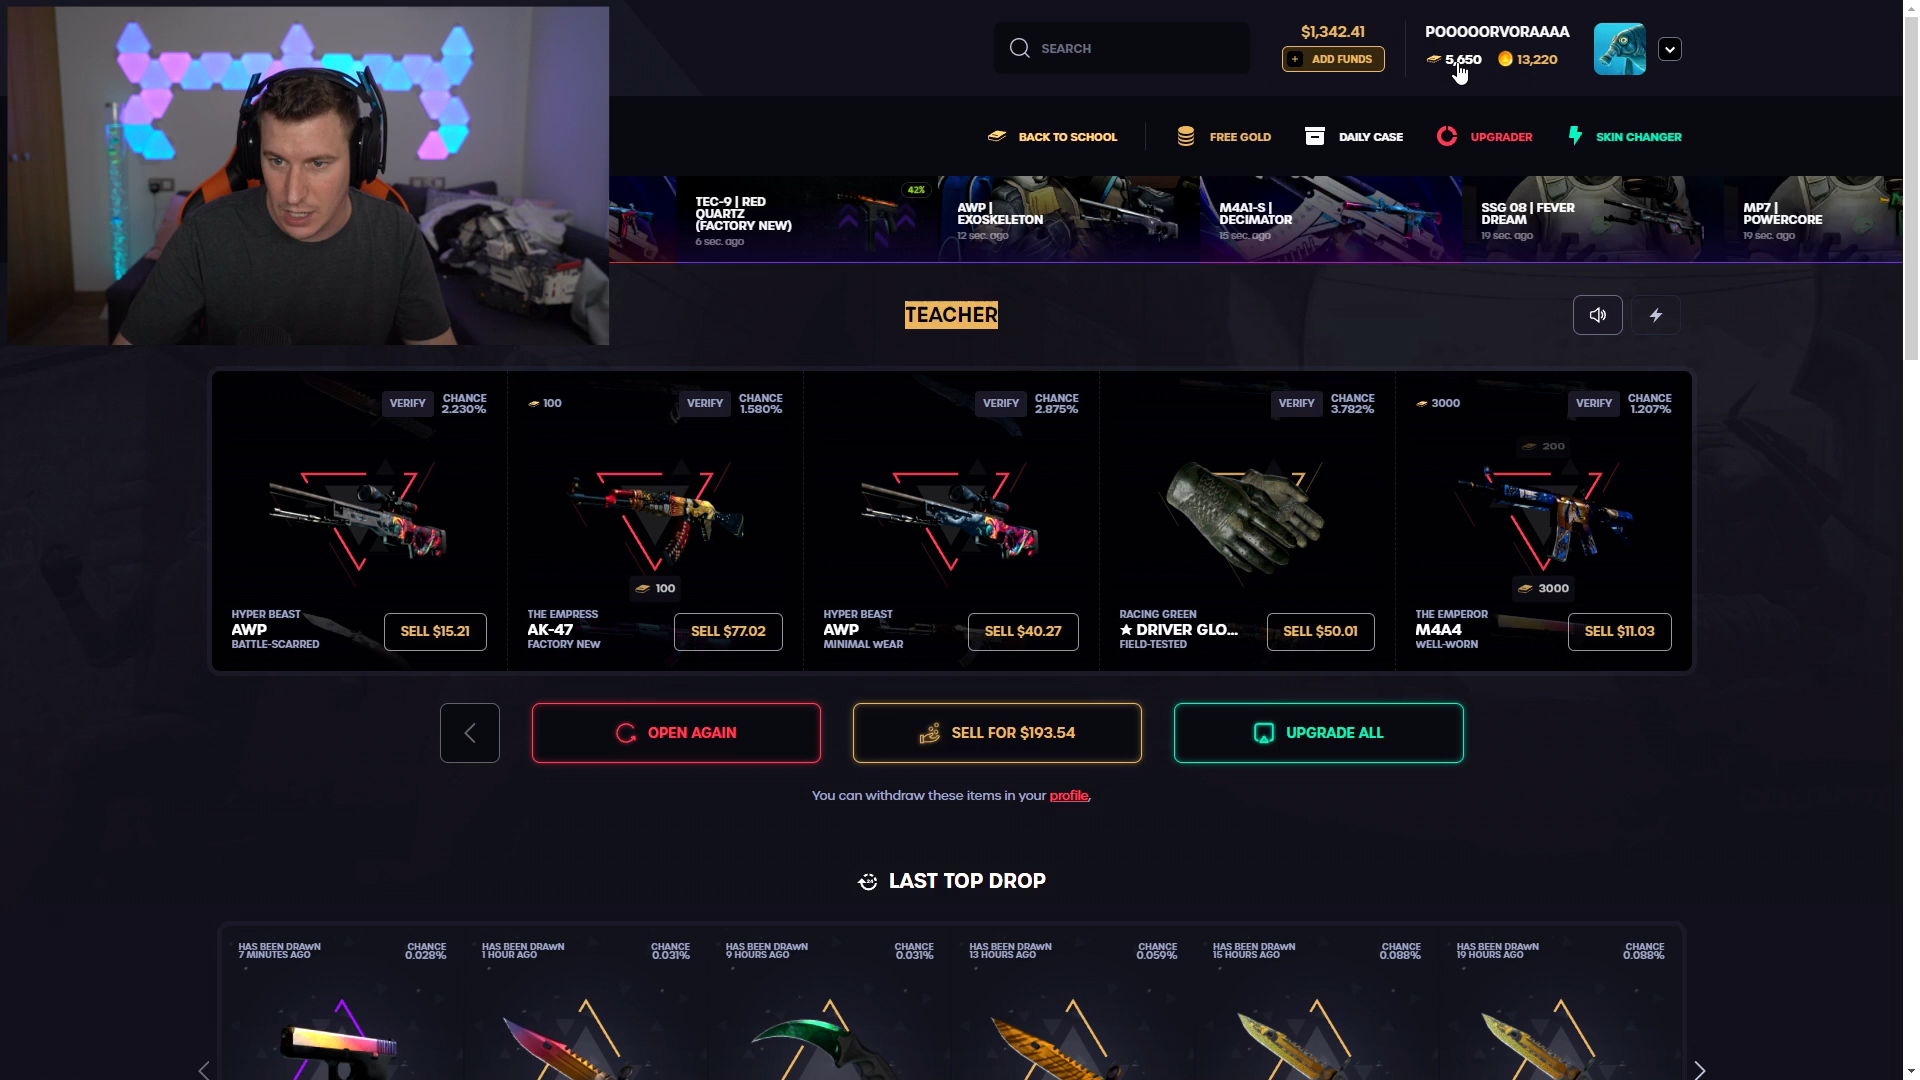 SEARCH
$1,342.41
+ ADD FUNDS
POOOOORVORAAAA
5,650
13,220
BACK TO SCHOOL
FREE GOLD
DAILY CASE
UPGRADER
SKIN CHANGER
TEC-9 | RED
QUARTZ
(FACTORY NEW)
6 sec. ago
42%
AWP |
EXOSKELETON
12 sec. ago
M4A1-S |
DECIMATOR
15 sec. ago
SSG 08 | FEVER
DREAM
19 sec. ago
MP7 |
POWERCORE
19 sec. ago
TEACHER
VERIFY
CHANCE
2.230%
HYPER BEAST
AWP
BATTLE-SCARRED
SELL $15.21
100
VERIFY
CHANCE
1.580%
100
THE EMPRESS
AK-47
FACTORY NEW
SELL $77.02
VERIFY
CHANCE
2.875%
HYPER BEAST
AWP
MINIMAL WEAR
SELL $40.27
VERIFY
CHANCE
3.782%
RACING GREEN
★ DRIVER GLO...
FIELD-TESTED
SELL $50.01
3000
VERIFY
CHANCE
1.207%
200
3000
THE EMPEROR
M4A4
WELL-WORN
SELL $11.03
OPEN AGAIN
SELL FOR $193.54
UPGRADE ALL
You can withdraw these items in your profile.
LAST TOP DROP
HAS BEEN DRAWN
7 MINUTES AGO
CHANCE
0.028%
HAS BEEN DRAWN
1 HOUR AGO
CHANCE
0.031%
HAS BEEN DRAWN
9 HOURS AGO
CHANCE
0.031%
HAS BEEN DRAWN
13 HOURS AGO
CHANCE
0.059%
HAS BEEN DRAWN
15 HOURS AGO
CHANCE
0.088%
HAS BEEN DRAWN
19 HOURS AGO
CHANCE
0.088%